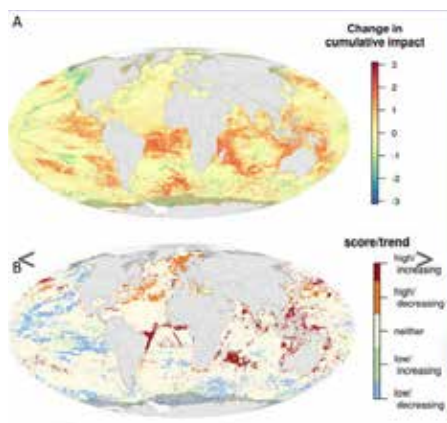 A
Change in
cumulative impact
3
2
1
0
-1
-2
-3
B
score/trend
high/
increasing
high/
decreasing
neither
low/
increasing
low/
decreasing